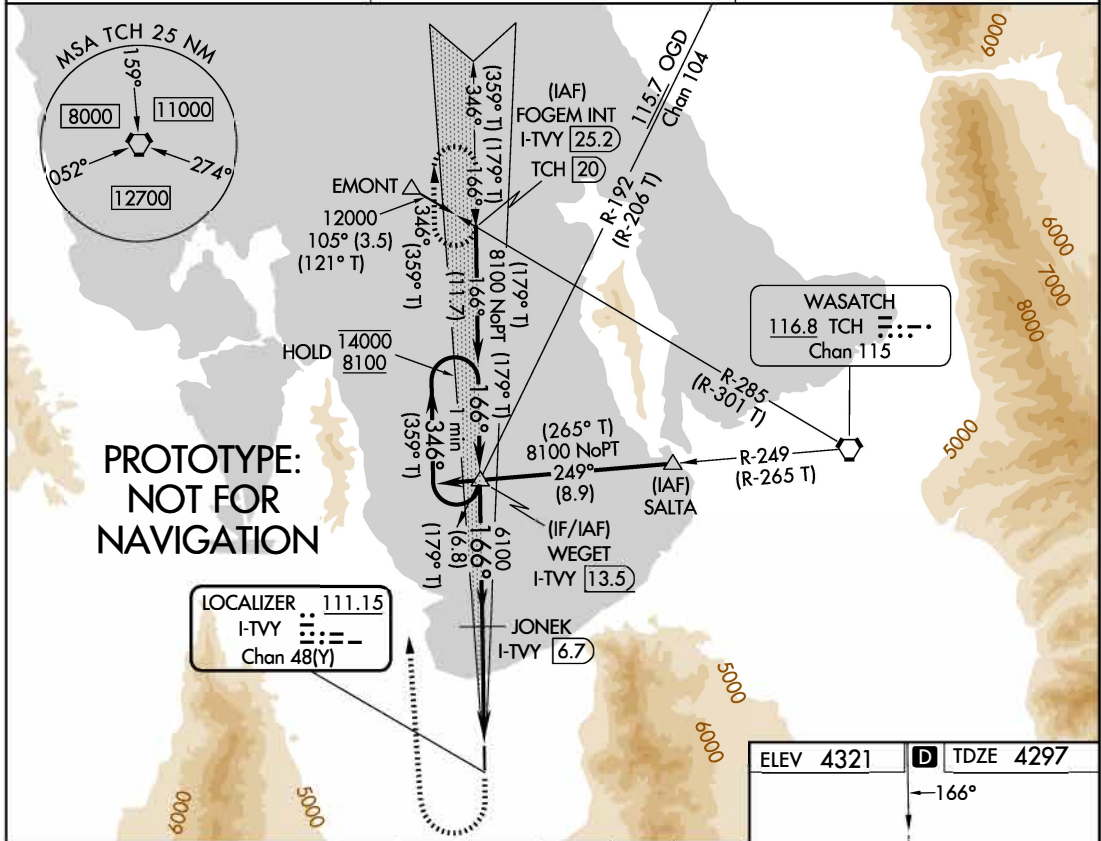 MSA TCH 25 NM
159°
8000
11000
052°
274°
12700
(359° T)
346°
(179° T)
166°
(IAF)
FOGEM INT
I-TVY 25.2
TCH 20
115.7 OGD
Chan 104
R-192
(R-206 T)
6000
EMONT
12000
105° (3.5)
(121° T)
346°
(359° T)
(11.7)
166°
8100 NoPT
(179° T)
6000
7000
8000
WASATCH
116.8 TCH
Chan 115
HOLD
14000
8100
(179° T)
166°
1 min
346°
(359° T)
R-285
(R-301 T)
5000
PROTOTYPE:
NOT FOR
NAVIGATION
(265° T)
8100 NoPT
249°
(8.9)
R-249
(R-265 T)
(IAF)
SALTA
(IF/IAF)
WEGET
I-TVY 13.5
6100
166°
(6.8)
(179° T)
LOCALIZER 111.15
I-TVY
Chan 48(Y)
JONEK
I-TVY 6.7
5000
6000
6000
5000
ELEV 4321
D
TDZE 4297
166°